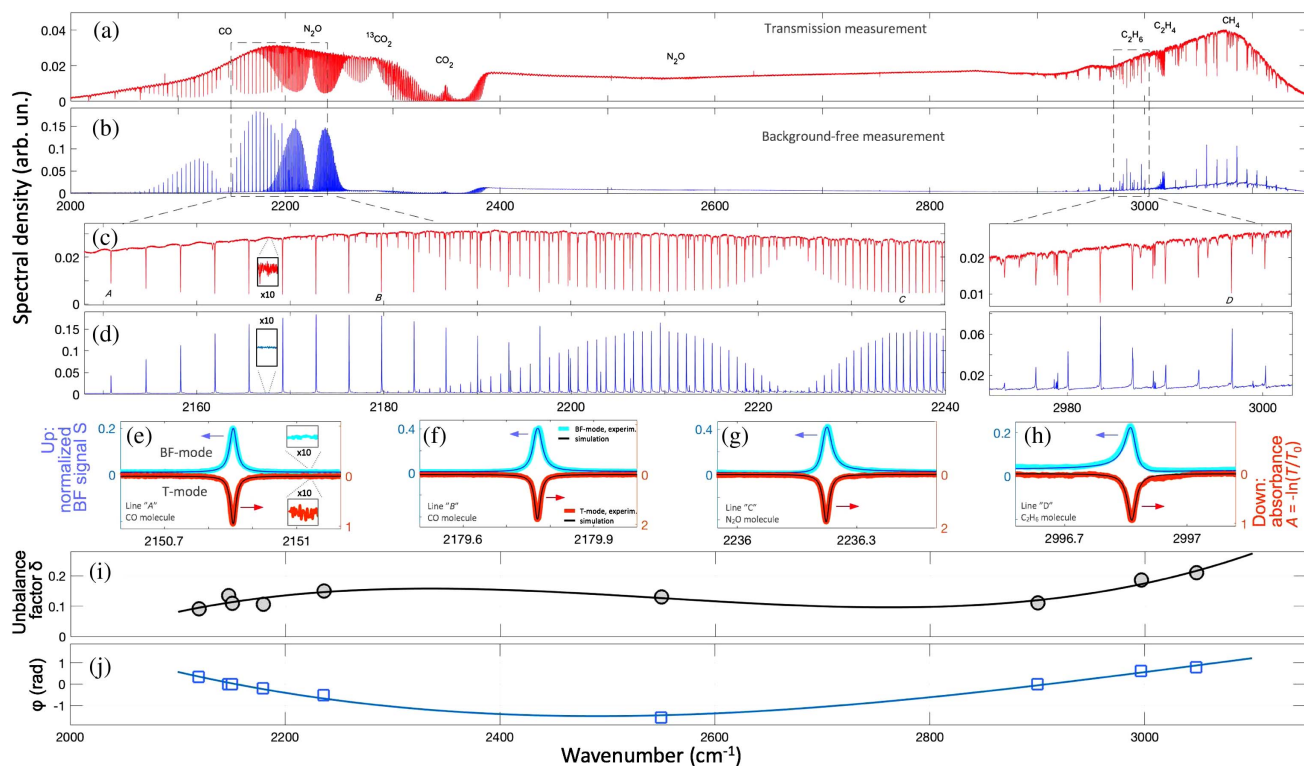 (a)
CO
N2O
13CO2
CO2
Transmission measurement
N2O
C2H6
C2H4
CH4
0.04
0.02
0
(b)
Background-free measurement
0.15
0.1
0.05
0
2000
2200
2400
2600
2800
3000
Spectral density (arb. un.)
(c)
0.02
0
A
x10
B
C
0.02
0.01
D
(d)
x10
0.15
0.1
0.05
0
2160
2180
2200
2220
2240
0.06
0.02
2980
3000
Up:
normalized
BF signal S
(e)
0.2
BF-mode
x10
0
T-mode
x10
0
Line "A"
CO molecule
1
2150.7
2151
(f)
0.4
BF-mode, experim.
simulation
0
0
Line "B"
CO molecule
T-mode, experim.
simulation
2
2179.6
2179.9
(g)
0.4
0
0
Line "C"
N2O molecule
2
2236
2236.3
(h)
0.2
0
0
Line "D"
C2H6 molecule
1
2996.7
2997
Down:
absorbance
A = -ln(T/T0)
(i)
Unbalance
factor δ
0.2
0.1
0
(j)
φ (rad)
1
0
-1
2000
2200
2400
2600
2800
3000
Wavenumber (cm-1)